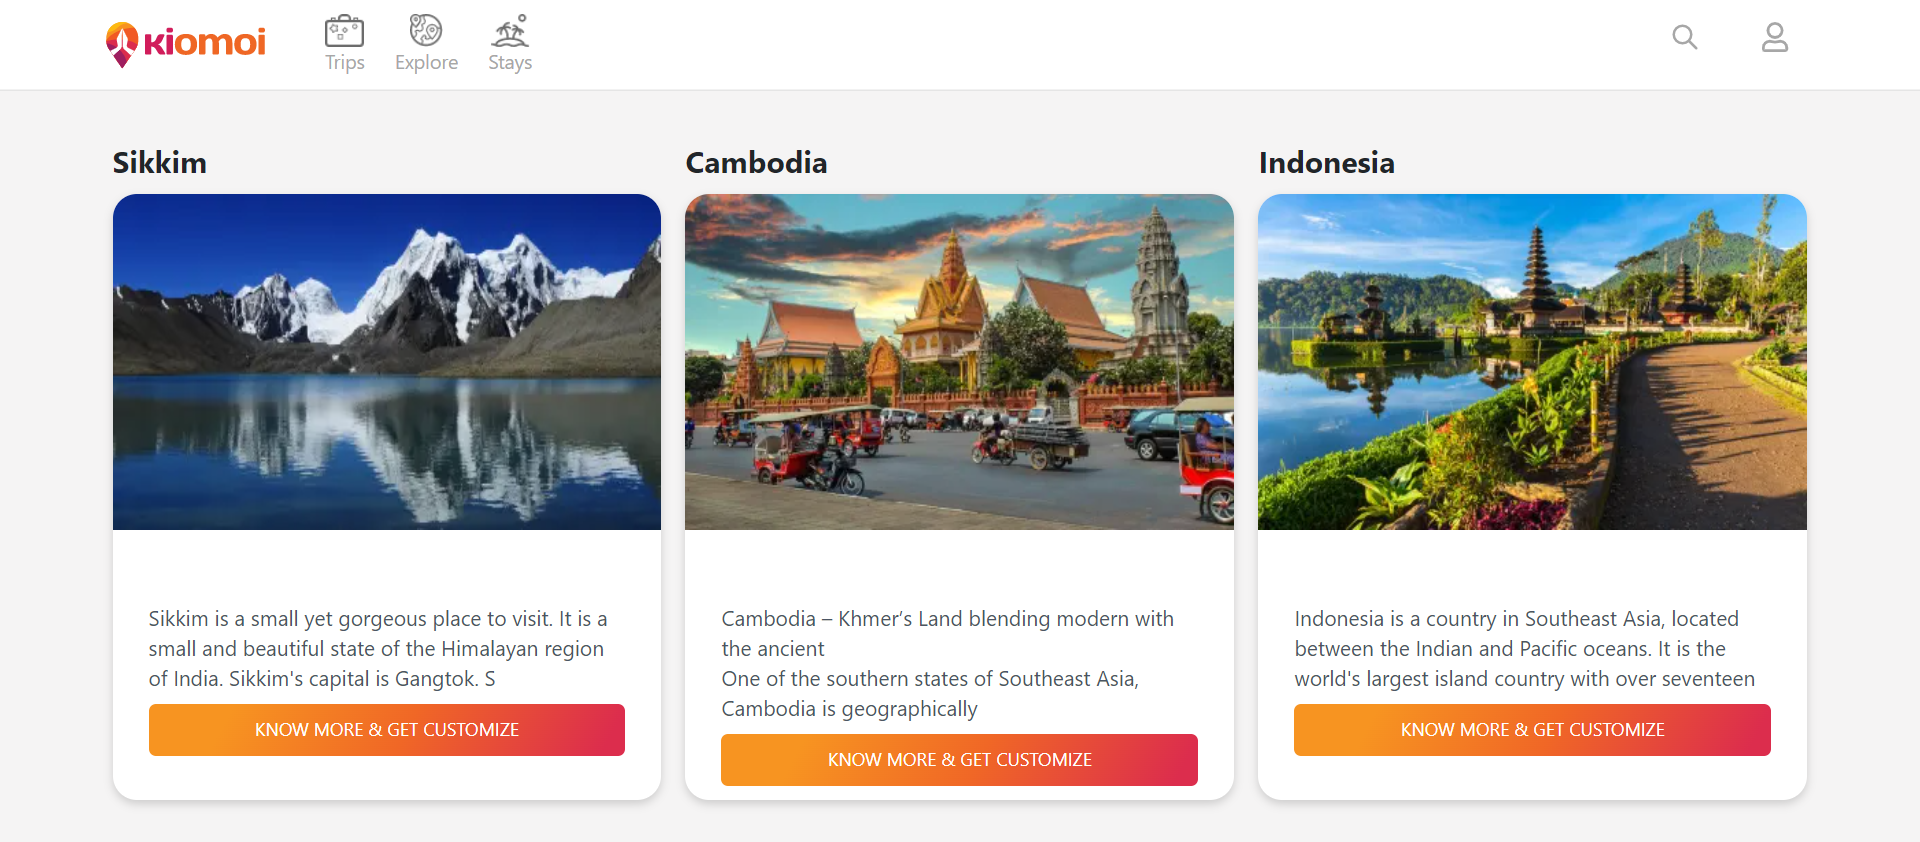 кiomoi
Trips
Explore
Stays
Sikkim
Cambodia
Indonesia
Sikkim is a small yet gorgeous place to visit. It is a
small and beautiful state of the Himalayan region
of India. Sikkim's capital is Gangtok. S
KNOW MORE & GET CUSTOMIZE
Cambodia – Khmer’s Land blending modern with
the ancient
One of the southern states of Southeast Asia,
Cambodia is geographically
KNOW MORE & GET CUSTOMIZE
Indonesia is a country in Southeast Asia, located
between the Indian and Pacific oceans. It is the
world's largest island country with over seventeen
KNOW MORE & GET CUSTOMIZE